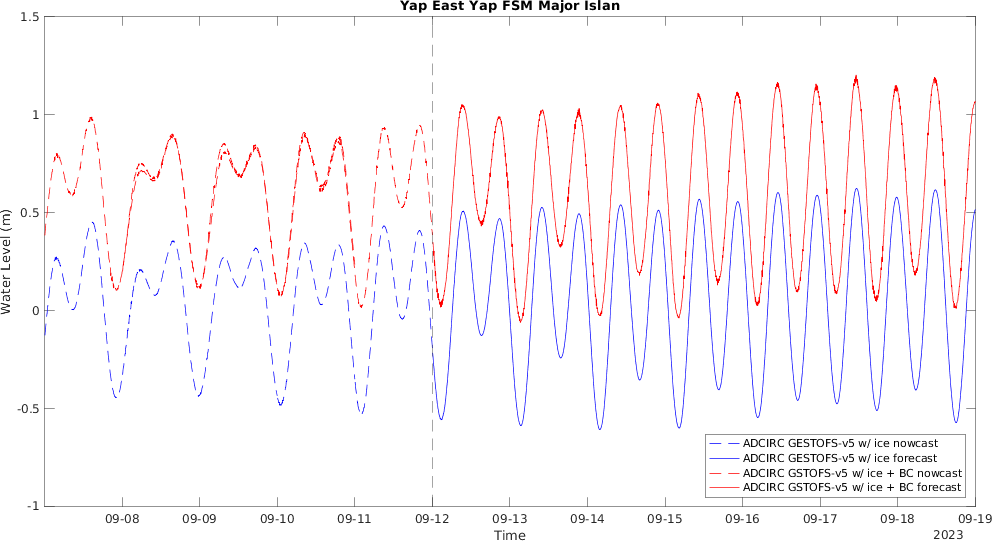 Yap East Yap FSM Major Islan
1.5
1
0.5
0
-0.5
-1
Water Level (m)
09-08
09-09
09-10
09-11
09-12
09-13
09-14
09-15
09-16
09-17
09-18
09-19
Time
2023
ADCIRC GESTOFS-v5 w/ ice nowcast
ADCIRC GESTOFS-v5 w/ ice forecast
ADCIRC GSTOFS-v5 w/ ice + BC nowcast
ADCIRC GSTOFS-v5 w/ ice + BC forecast